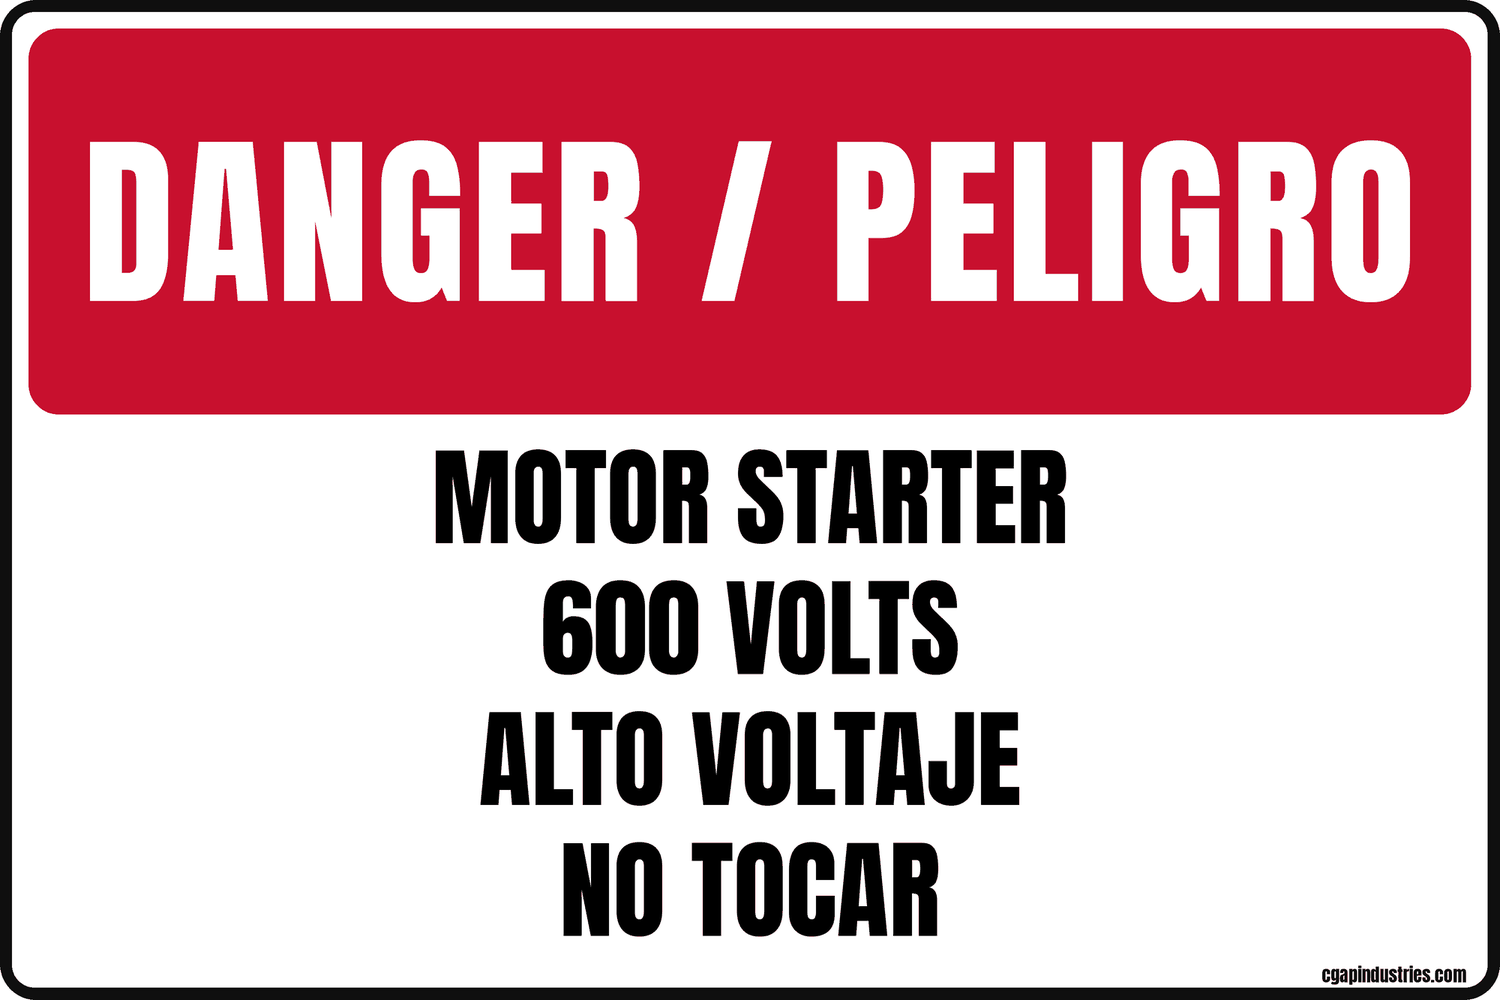 DANGER / PELIGRO
MOTOR STARTER
600 VOLTS
ALTO VOLTAJE
NO TOCAR
cgapindustries.com